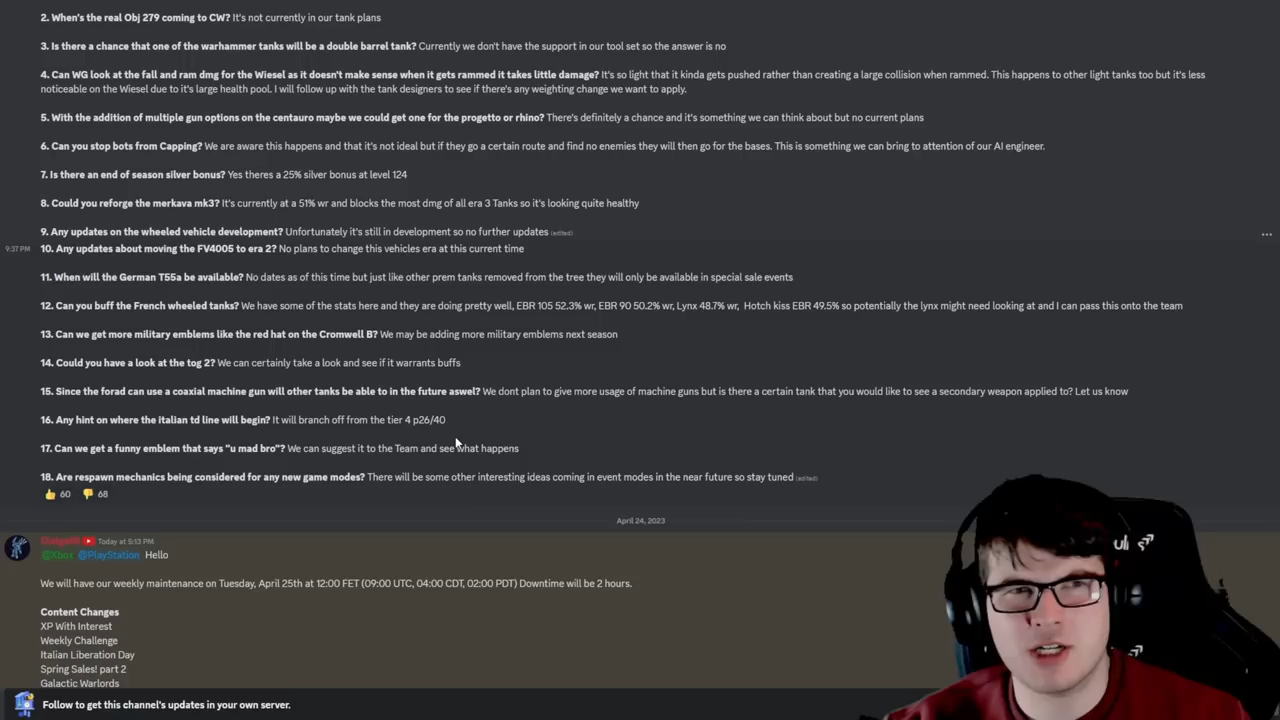 2. When's the real Obj 279 coming to CW? It's not currently in our tank plans
3. Is there a chance that one of the warhammer tanks will be a double barrel tank? Currently we don't have the support in our tool set so the answer is no
4. Can WG look at the fall and ram dmg for the Wiesel as it doesn't make sense when it gets rammed it takes little damage? It's so light that it kinda gets pushed rather than creating a large collision when rammed. This happens to other light tanks too but it's less
noticeable on the Wiesel due to it's large health pool. I will follow up with the tank designers to see if there's any weighting change we want to apply.
5. With the addition of multiple gun options on the centauro maybe we could get one for the progetto or rhino? There's definitely a chance and it's something we can think about but no current plans
6. Can you stop bots from Capping? We are aware this happens and that it's not ideal but if they go a certain route and find no enemies they will then go for the bases. This is something we can bring to attention of our AI engineer.
7. Is there an end of season silver bonus? Yes theres a 25% silver bonus at level 124
8. Could you reforge the merkava mk3? It's currently at a 51% wr and blocks the most dmg of all era 3 Tanks so it's looking quite healthy
9. Any updates on the wheeled vehicle development? Unfortunately it's still in development so no further updates (edited)
9:37 PM 10. Any updates about moving the FV4005 to era 2? No plans to change this vehicles era at this current time
11. When will the German T55a be available? No dates as of this time but just like other prem tanks removed from the tree they will only be available in special sale events
12. Can you buff the French wheeled tanks? We have some of the stats here and they are doing pretty well, EBR 105 52.3% wr, EBR 90 50.2% wr, Lynx 48.7% wr, Hotch kiss EBR 49.5% so potentially the lynx might need looking at and I can pass this onto the team
13. Can we get more military emblems like the red hat on the Cromwell B? We may be adding more military emblems next season
14. Could you have a look at the tog 2? We can certainly take a look and see if it warrants buffs
15. Since the forad can use a coaxial machine gun will other tanks be able to in the future aswel? We dont plan to give more usage of machine guns but is there a certain tank that you would like to see a secondary weapon applied to? Let us know
16. Any hint on where the italian td line will begin? It will branch off from the tier 4 p26/40
17. Can we get a funny emblem that says "u mad bro"? We can suggest it to the Team and see what happens
18. Are respawn mechanics being considered for any new game modes? There will be some other interesting ideas coming in event modes in the near future so stay tuned (edited)
60 68
April 24, 2023
Today at 5:13 PM
@Xbox @PlayStation Hello
We will have our weekly maintenance on Tuesday, April 25th at 12:00 FET (09:00 UTC, 04:00 CDT, 02:00 PDT) Downtime will be 2 hours.
Content Changes
XP With Interest
Weekly Challenge
Italian Liberation Day
Spring Sales! part 2
Galactic Warlords
Follow to get this channel's updates in your own server.